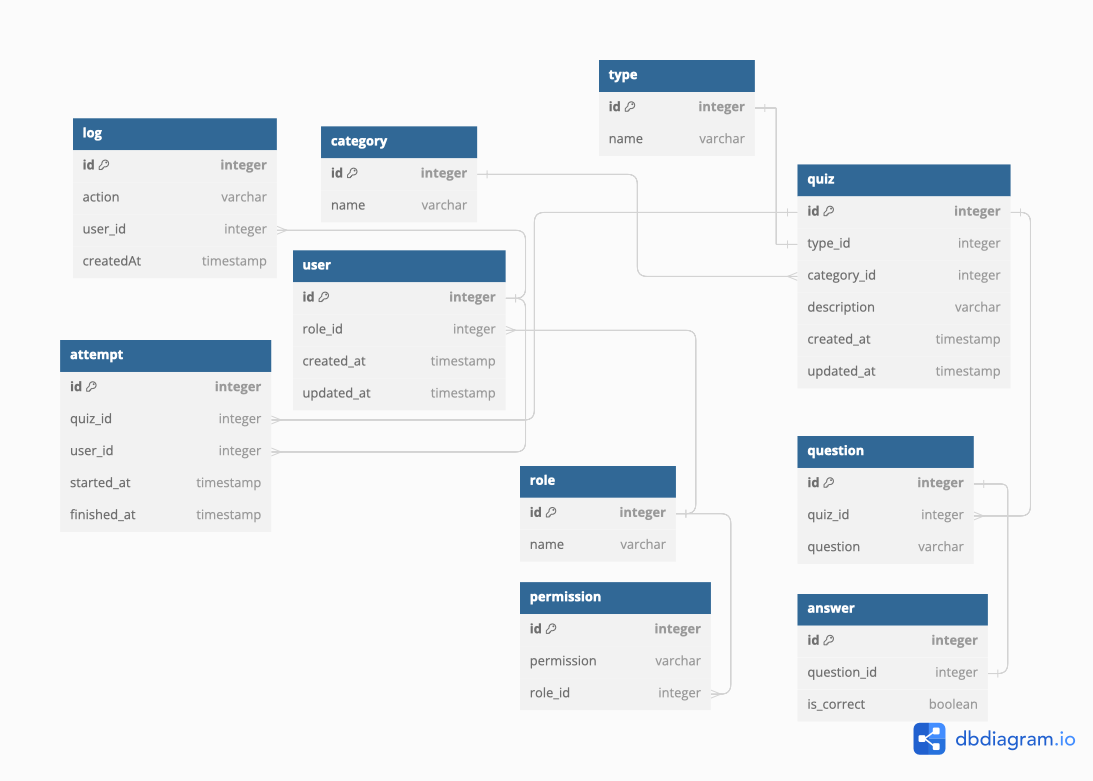 type
id integer
name varchar
log
id integer
action varchar
user_id integer
createdAt timestamp
category
id integer
name varchar
quiz
id integer
type_id integer
category_id integer
description varchar
created_at timestamp
updated_at timestamp
user
id integer
role_id integer
created_at timestamp
updated_at timestamp
attempt
id integer
quiz_id integer
user_id integer
started_at timestamp
finished_at timestamp
role
id integer
name varchar
question
id integer
quiz_id integer
question varchar
permission
id integer
permission varchar
role_id integer
answer
id integer
question_id integer
is_correct boolean
dbdiagram.io